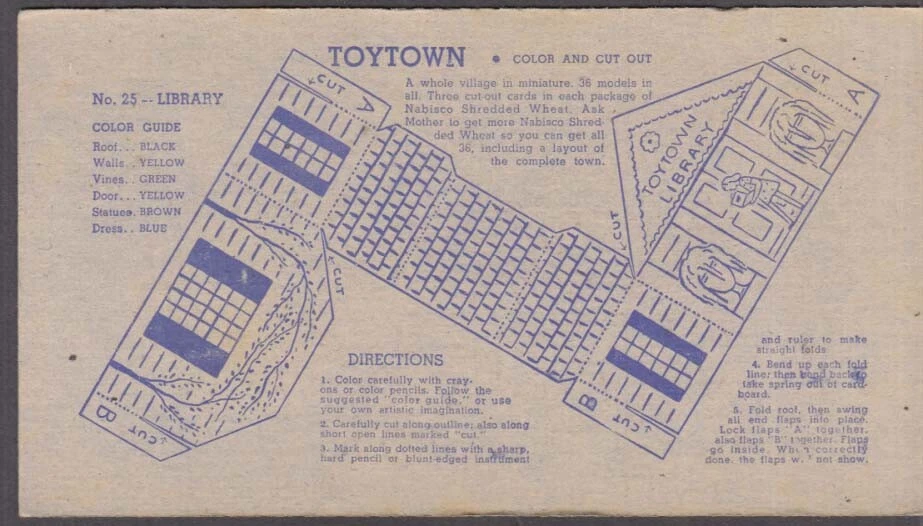 TOYTOWN • COLOR AND CUT OUT
A whole village in miniature. 36 models in
all. Three cut-out cards in each package of
Nabisco Shredded Wheat. Ask
Mother to get more Nabisco Shred-
ded Wheat so you can get all
36, including a layout of
the complete town.
No. 25 -- LIBRARY
COLOR GUIDE
Roof... BLACK
Walls.. YELLOW
Vines.. GREEN
Door... YELLOW
Statues. BROWN
Dress.. BLUE
CUT
A
CUT
B
CUT
TOYTOWN
LIBRARY
CUT
CUT
A
B
CUT
DIRECTIONS
1. Color carefully with cray-
ons or color pencils. Follow the
suggested "color guide," or use
your own artistic imagination.
2. Carefully cut along outline; also along
short open lines marked "cut."
3. Mark along dotted lines with a sharp,
hard pencil or blunt-edged instrument
and ruler to make
straight folds.
4. Bend up each fold
line; then bend back to
take spring out of card-
board.
5. Fold roof, then swing
all end flaps into place.
Lock flaps "A" together,
also flaps "B" together. Flaps
go inside. When correctly
done, the flaps w. not show.